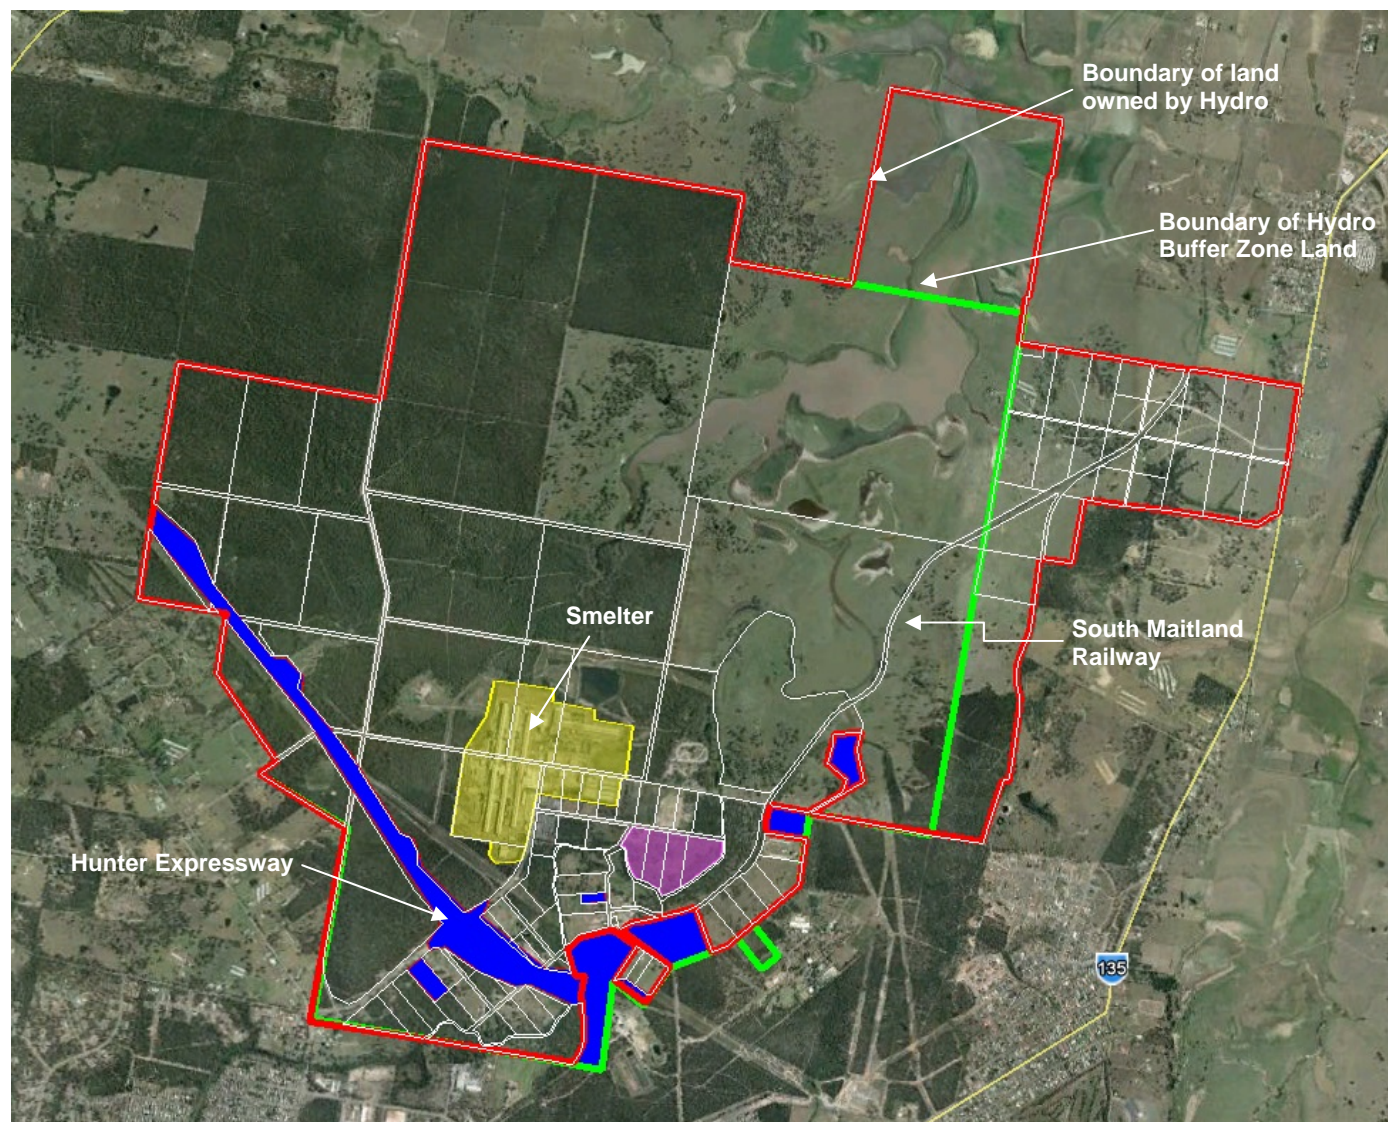 Boundary of land
owned by Hydro
Boundary of Hydro
Buffer Zone Land
Smelter
South Maitland
Railway
Hunter Expressway
135